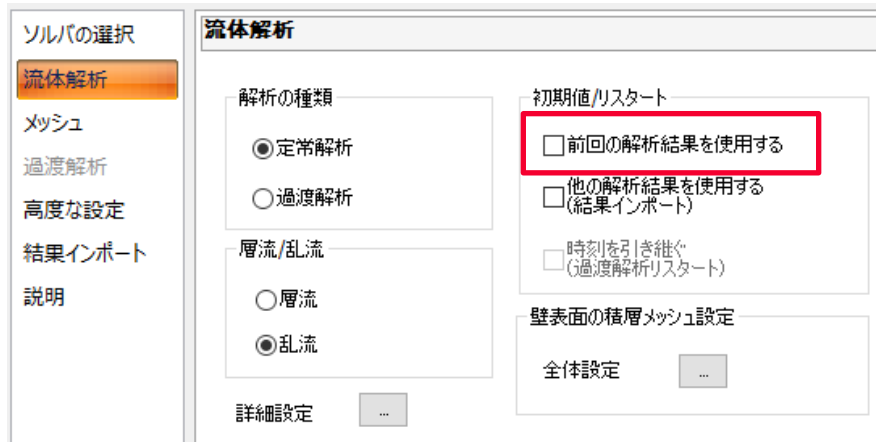 ソルバの選択
流体解析
メッシュ
過渡解析
高度な設定
結果インポート
説明
流体解析
解析の種類
定常解析
過渡解析
層流/乱流
層流
乱流
詳細設定
...
初期値/リスタート
前回の解析結果を使用する
他の解析結果を使用する
(結果インポート)
時刻を引き継ぐ
(過渡解析リスタート)
壁表面の積層メッシュ設定
全体設定
...